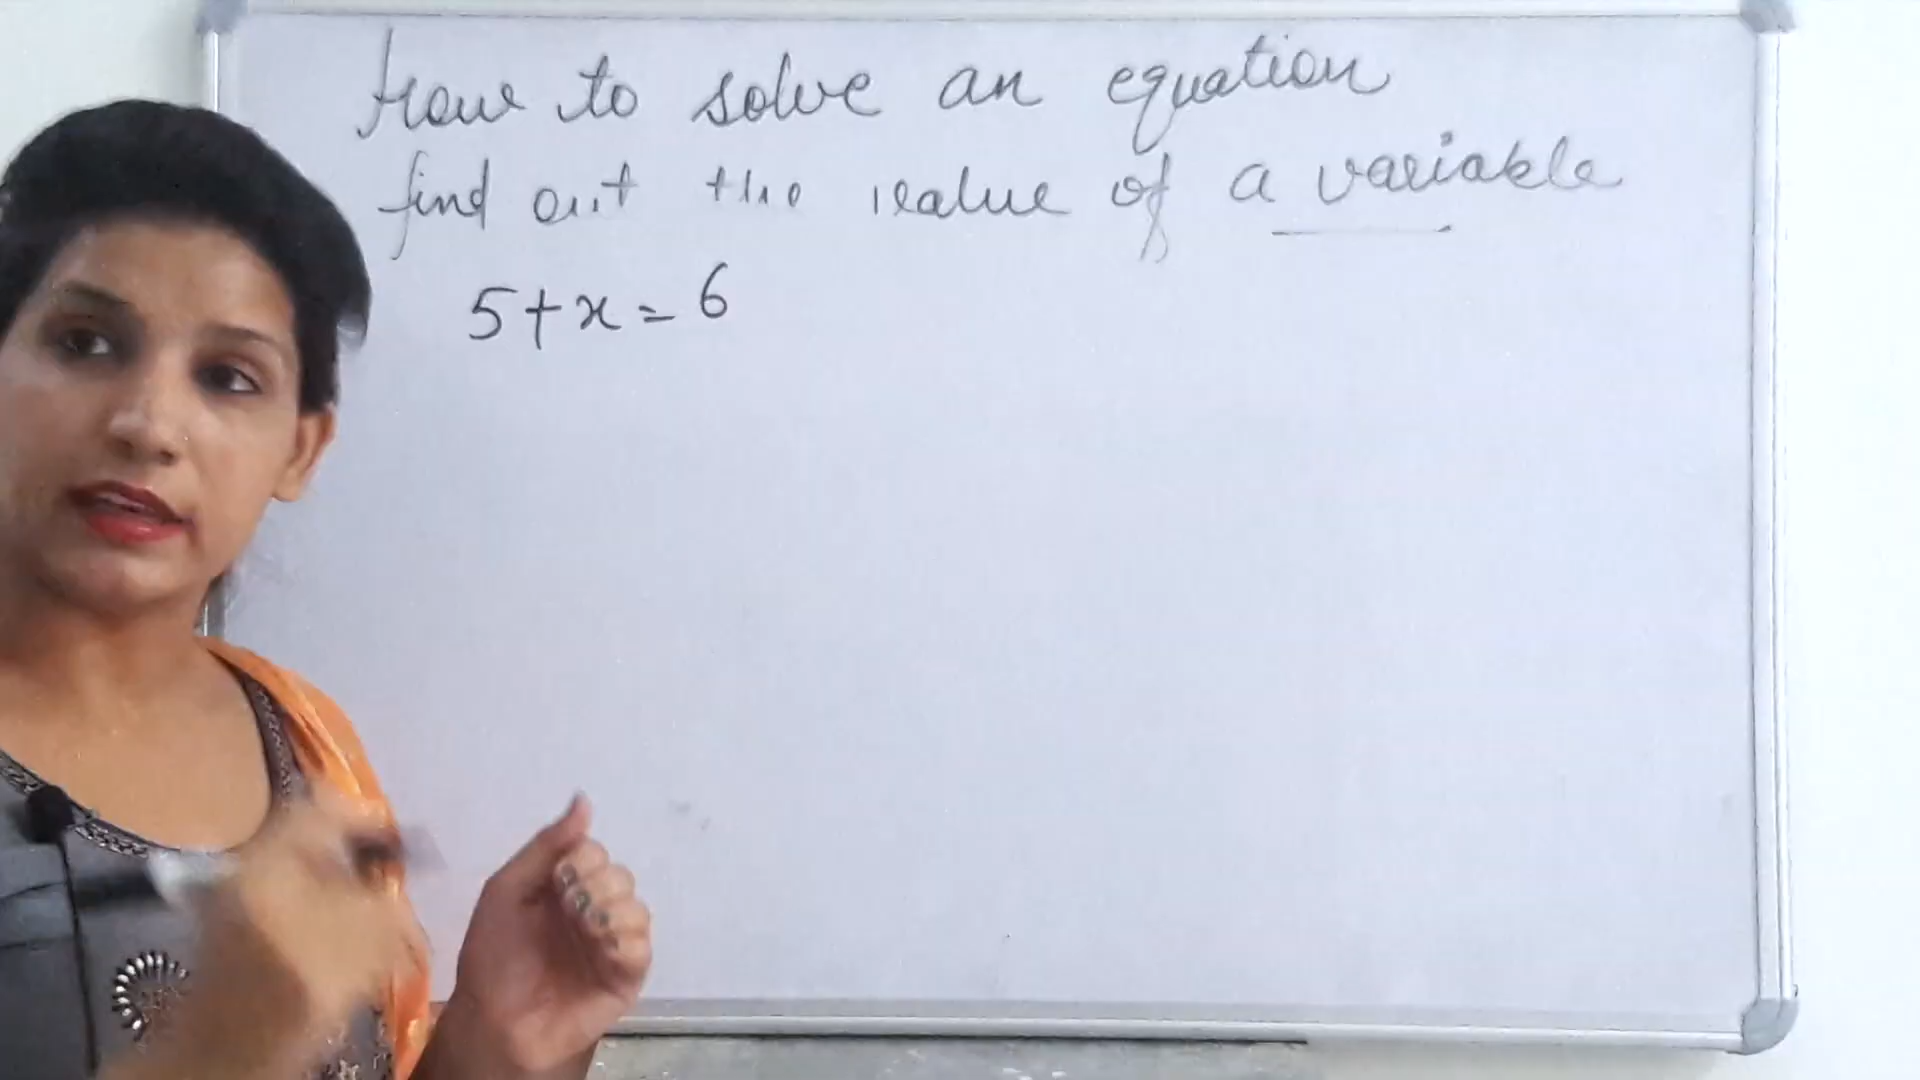 How to solve an equation
find out the value of a variable
5+x=6